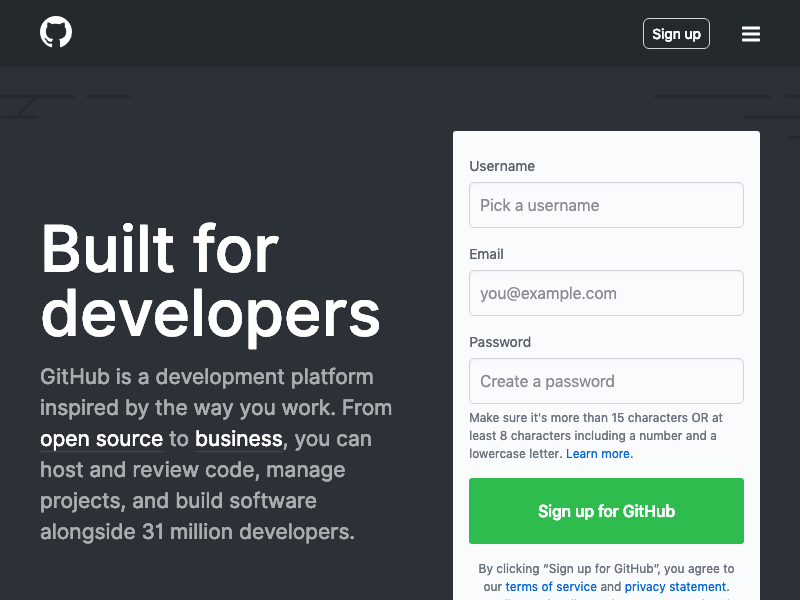 Sign up
Built for
developers
GitHub is a development platform
inspired by the way you work. From
open source to business, you can
host and review code, manage
projects, and build software
alongside 31 million developers.
Username
Pick a username
Email
you@example.com
Password
Create a password
Make sure it's more than 15 characters OR at
least 8 characters including a number and a
lowercase letter. Learn more.
Sign up for GitHub
By clicking “Sign up for GitHub”, you agree to
our terms of service and privacy statement.